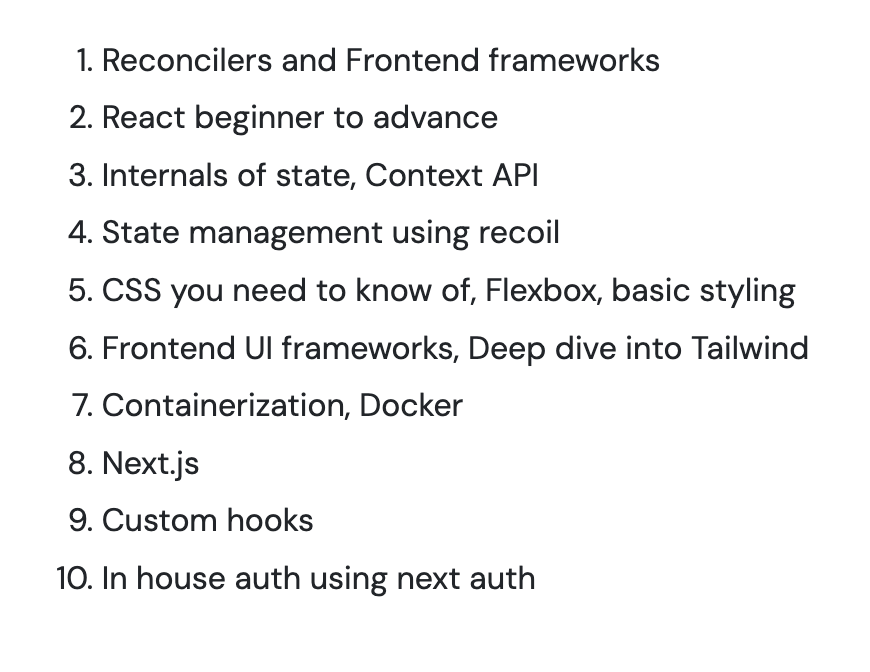 1. Reconcilers and Frontend frameworks
2. React beginner to advance
3. Internals of state, Context API
4. State management using recoil
5. CSS you need to know of, Flexbox, basic styling
6. Frontend UI frameworks, Deep dive into Tailwind
7. Containerization, Docker
8. Next.js
9. Custom hooks
10. In house auth using next auth